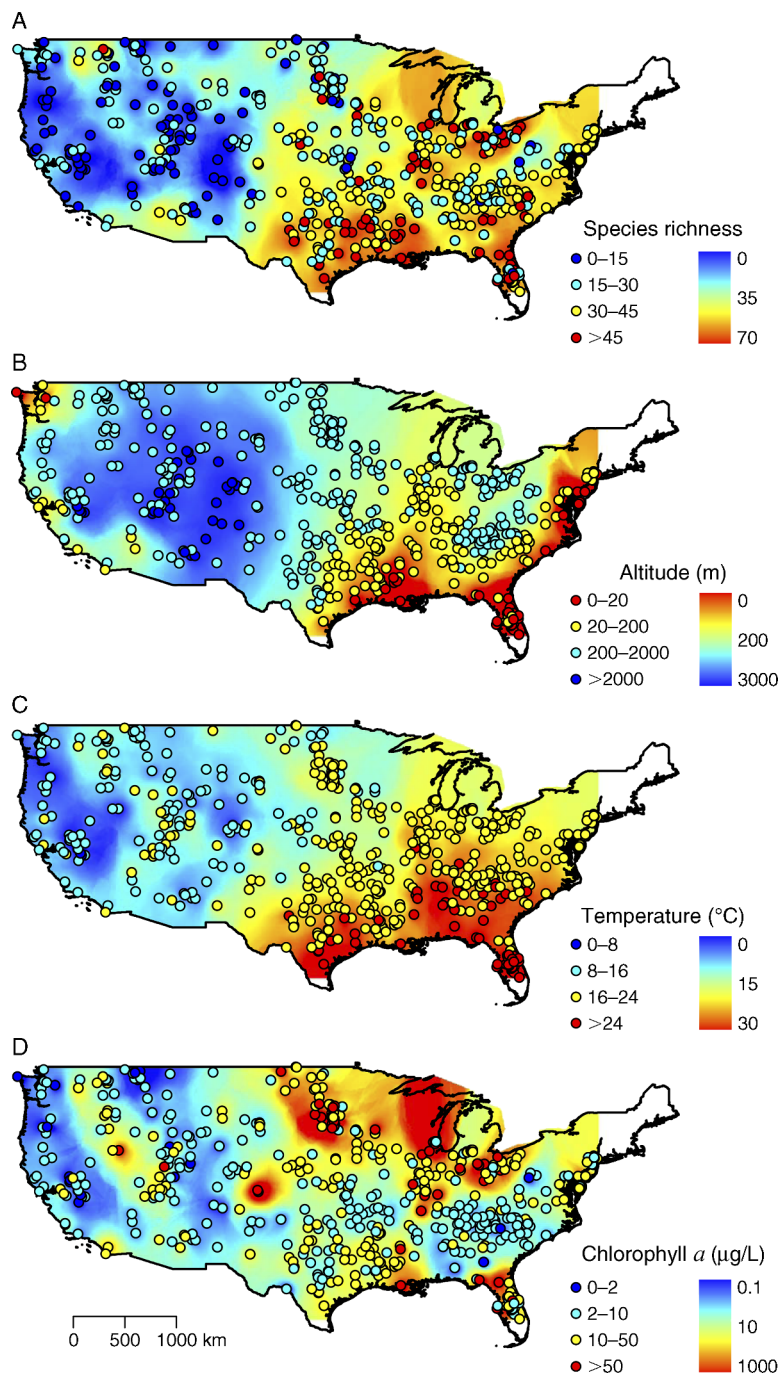 A
Species richness
0–15 0
15–30 35
30–45
>45 70
B
Altitude (m)
0–20 0
20–200 200
200–2000
>2000 3000
C
Temperature (°C)
0–8 0
8–16 15
16–24
>24 30
D
Chlorophyll a (μg/L)
0–2 0.1
2–10 10
10–50
>50 1000
0 500 1000 km